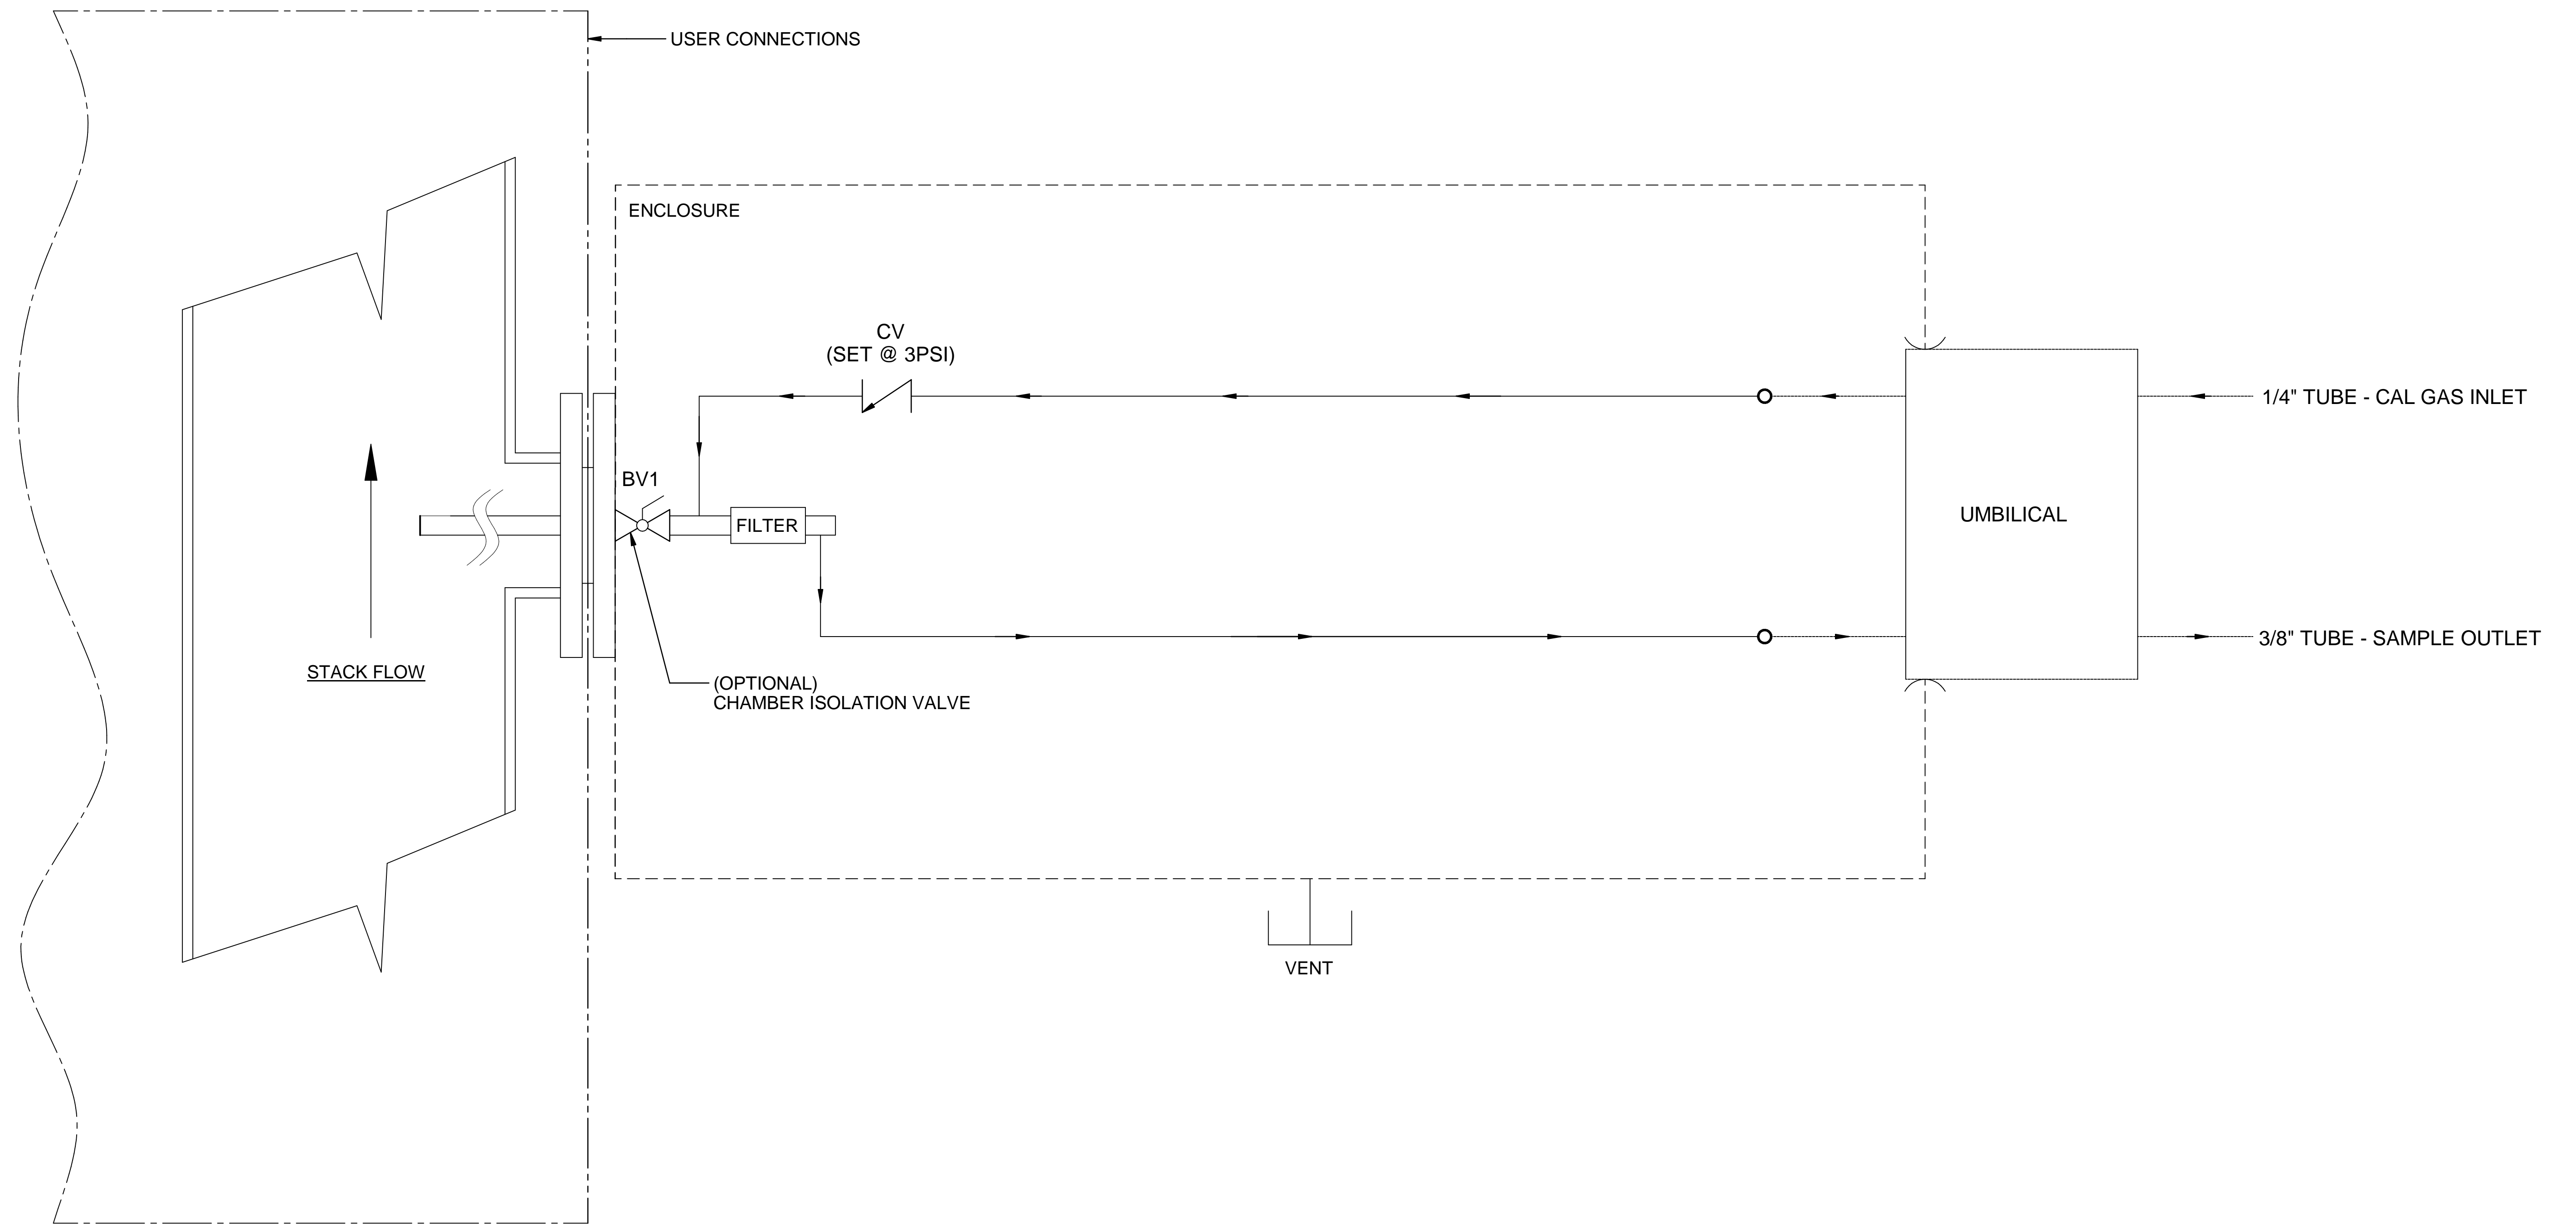 USER CONNECTIONS
ENCLOSURE
CV
(SET @ 3PSI)
1/4" TUBE - CAL GAS INLET
BV1
FILTER
UMBILICAL
3/8" TUBE - SAMPLE OUTLET
STACK FLOW
(OPTIONAL)
CHAMBER ISOLATION VALVE
VENT